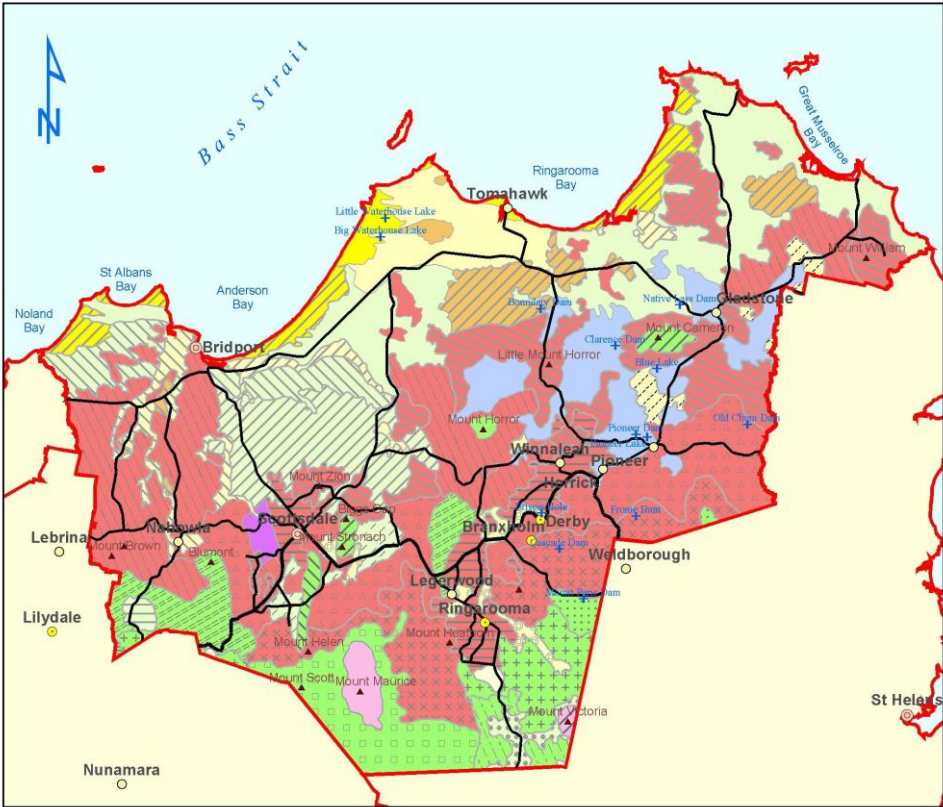 N
Bass Strait
Great Musselroe
Bay
Ringarooma
Bay
Tomahawk
Little Waterhouse Lake
Big Waterhouse Lake
Mount William
St Albans
Bay
Anderson
Bay
Noland
Bay
Boundary Dam
Native Lass Dam
Gladstone
Mount Cameron
Clarence Dam
Bridport
Little Mount Horror
Blue Lake
Mount Horror
Old Chum Dam
Pioneer Dam
Pioneer Lake
Winnaleah
Pioneer
Herrick
Mount Zion
Scottsdale
Frome Dam
Derby
Branxholm
Nabowla
Mount Stronach
Lebrina
Mount Brown
Blumont
Cascade Dam
Weldborough
Legerwood
Mount Paris Dam
Ringarooma
Lilydale
Mount Helen
Mount Scott
Mount Maurice
Mount Victoria
St Helens
Nunamara